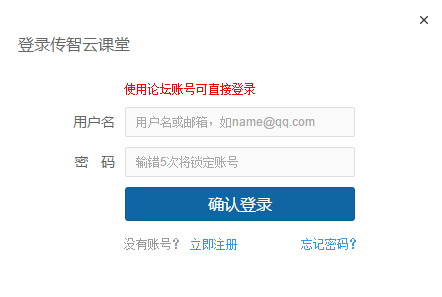 ×
登录传智云课堂
使用论坛账号可直接登录
用户名 用户名或邮箱，如name@qq.com
密 码 输错5次将锁定账号
确认登录
没有账号？ 立即注册 忘记密码？